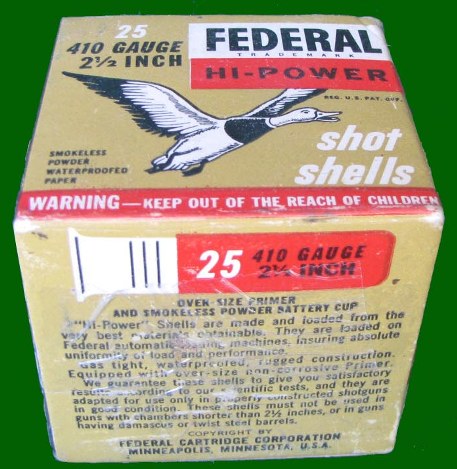 25
410 GAUGE
2½ INCH
FEDERAL
TRADEMARK
HI-POWER
REG. U.S. PAT. OFF.
shot
shells
SMOKELESS
POWDER
WATERPROOFED
PAPER
WARNING—KEEP OUT OF THE REACH OF CHILDREN
25 410 GAUGE
2½ INCH
OVER-SIZE PRIMER
AND SMOKELESS POWDER BATTERY CUP
"Hi-Power" Shells are made and loaded from the
very best materials obtainable. They are loaded on
Federal automatic loading machines, insuring absolute
uniformity of load and performance.
Gas tight, waterproofed, rugged construction.
Equipped with over-size non-corrosive Primer.
We guarantee these shells to give you satisfactory
results according to our scientific tests, and they are
adapted for use only in properly constructed shotguns
in good condition. These shells must not be used in
guns with chambers shorter than 2½ inches, or in guns
having damascus or twist steel barrels.
COPYRIGHT BY
FEDERAL CARTRIDGE CORPORATION
MINNEAPOLIS, MINNESOTA, U.S.A.